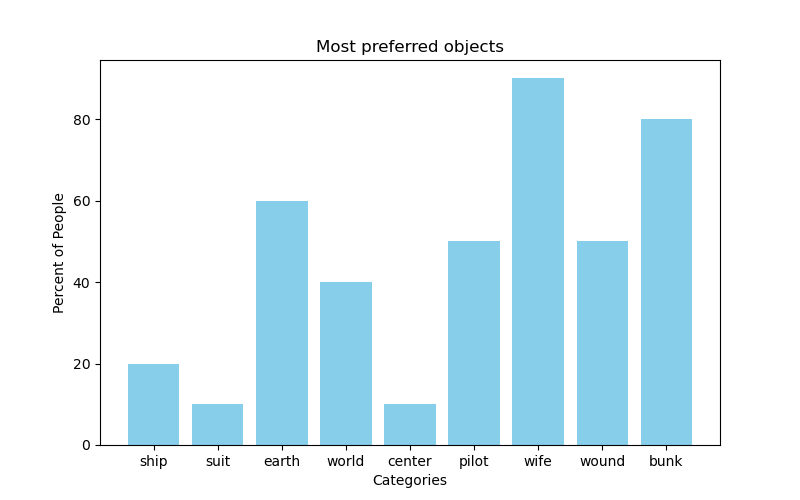 Most preferred objects
Percent of People
80
60
40
20
0
ship suit earth world center pilot wife wound bunk
Categories